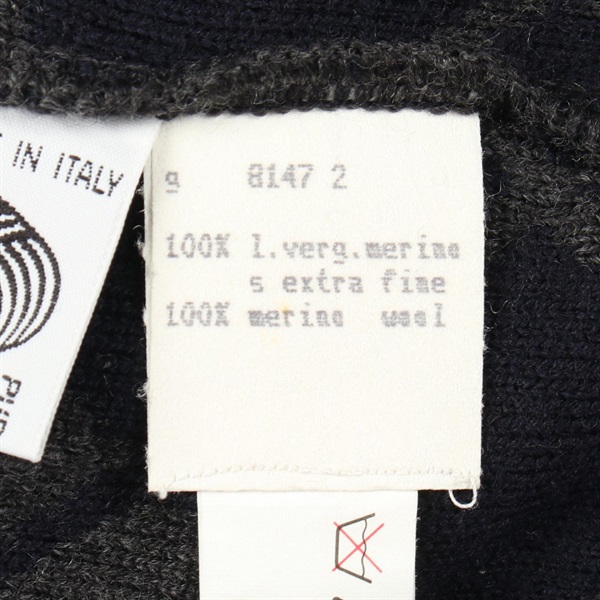 IN ITALY
g 8147 2
100% l.verg.merino
s extra fine
100% merino wool